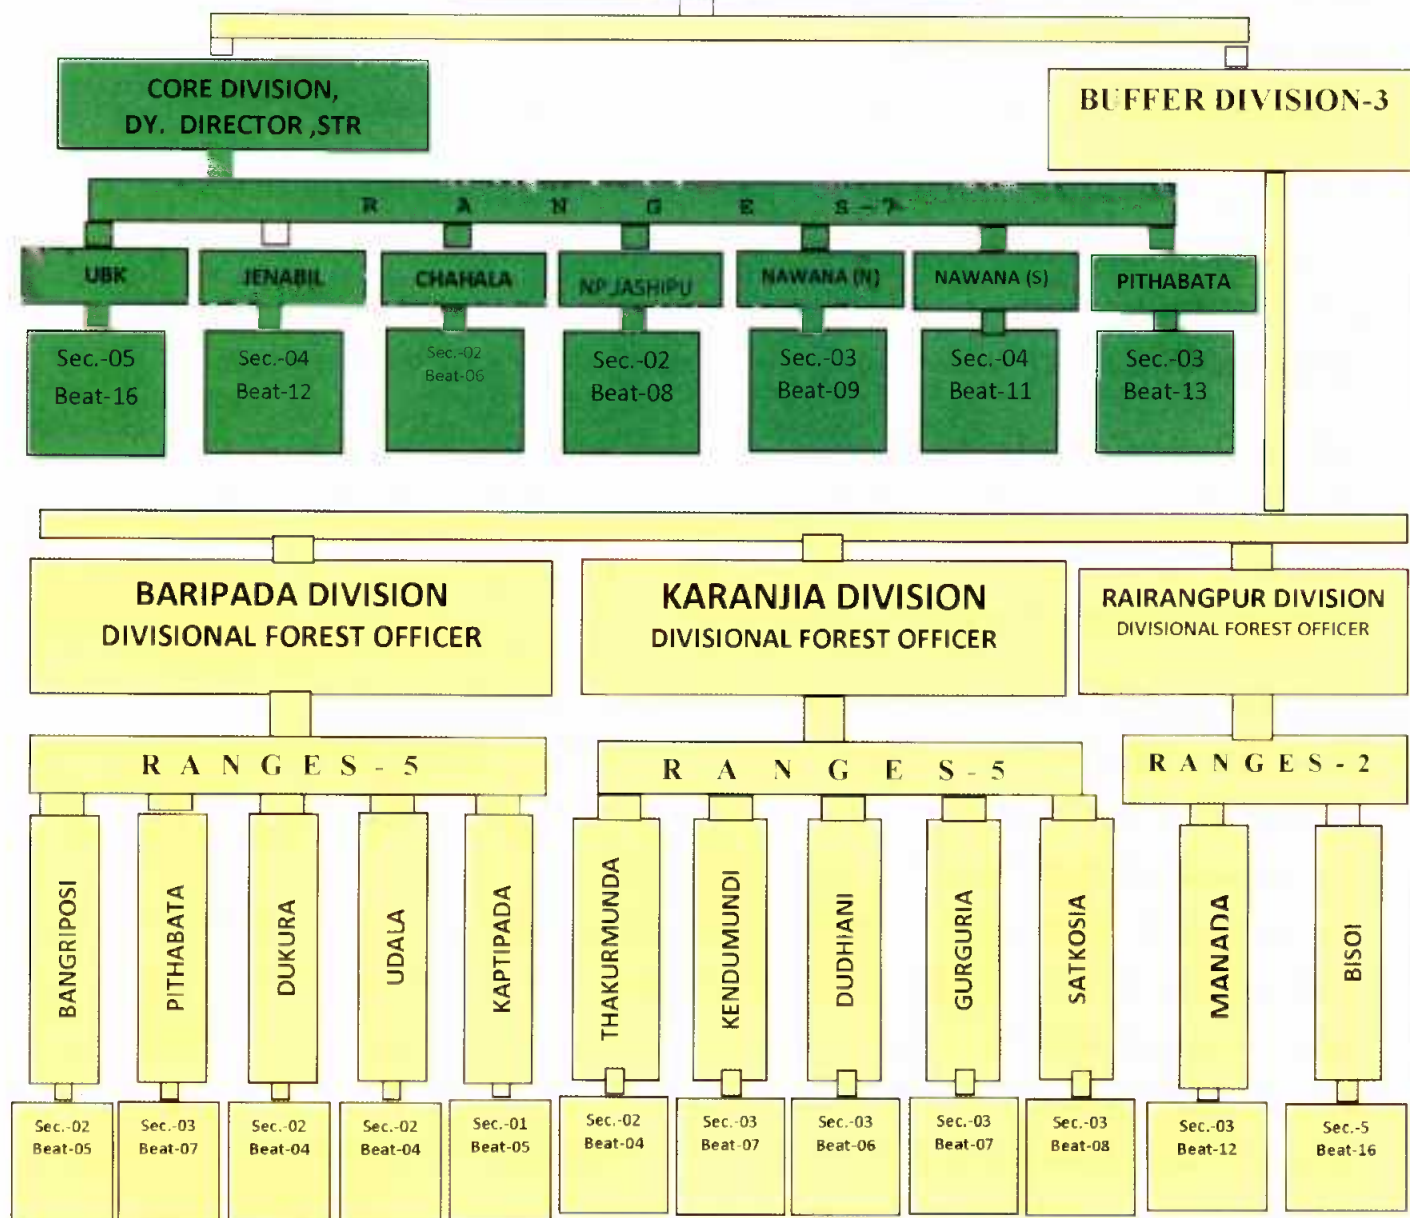 CORE DIVISION,
DY. DIRECTOR ,STR
BUFFER DIVISION-3
R A N G E S-7
UBK
JENABIL
CHAHALA
NP.JASHIPU
NAWANA (N)
NAWANA (S)
PITHABATA
Sec.-05
Beat-16
Sec.-04
Beat-12
Sec.-02
Beat-06
Sec.-02
Beat-08
Sec.-03
Beat-09
Sec.-04
Beat-11
Sec.-03
Beat-13
BARIPADA DIVISION
DIVISIONAL FOREST OFFICER
KARANJIA DIVISION
DIVISIONAL FOREST OFFICER
RAIRANGPUR DIVISION
DIVISIONAL FOREST OFFICER
R A N G E S - 5
R A N G E S - 5
R A N G E S - 2
BANGRIPOSI
PITHABATA
DUKURA
UDALA
KAPTIPADA
THAKURMUNDA
KENDUMUNDI
DUDHIANI
GURGURIA
SATKOSIA
MANADA
BISOI
Sec.-02
Beat-05
Sec.-03
Beat-07
Sec.-02
Beat-04
Sec.-02
Beat-04
Sec.-01
Beat-05
Sec.-02
Beat-04
Sec.-03
Beat-07
Sec.-03
Beat-06
Sec.-03
Beat-07
Sec.-03
Beat-08
Sec.-03
Beat-12
Sec.-5
Beat-16